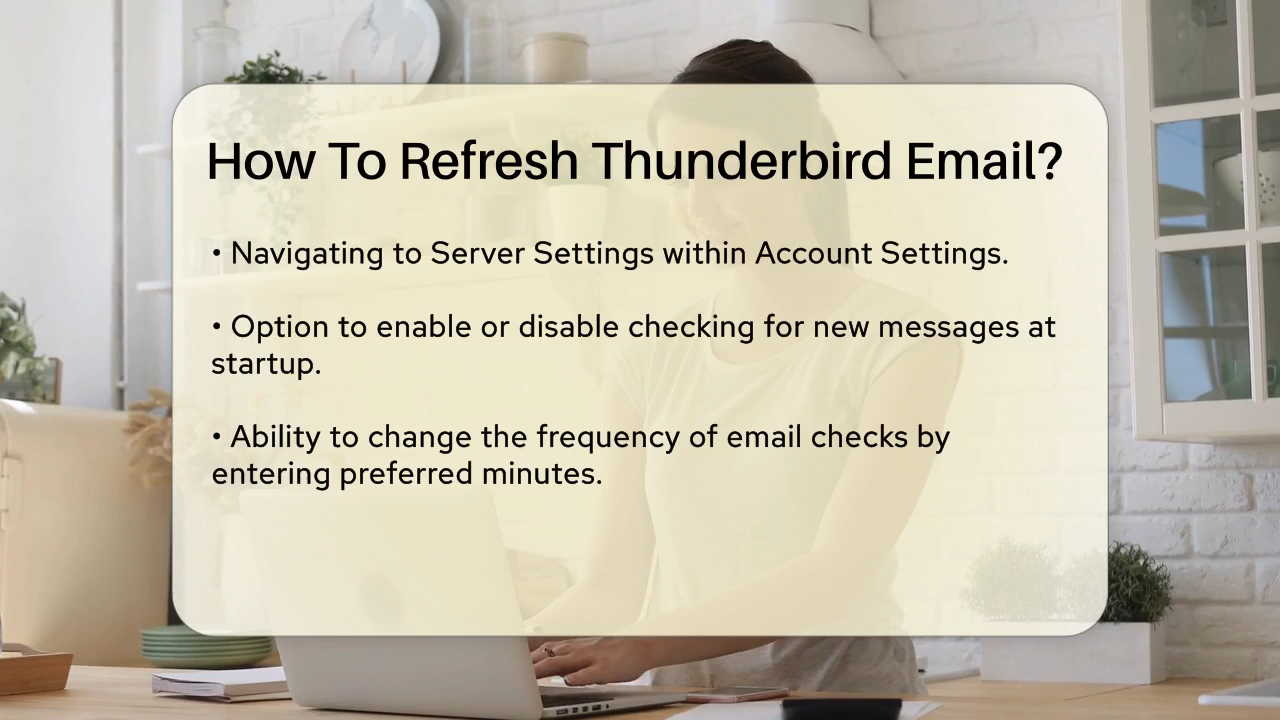 How To Refresh Thunderbird Email?
• Navigating to Server Settings within Account Settings.
• Option to enable or disable checking for new messages at
startup.
• Ability to change the frequency of email checks by
entering preferred minutes.